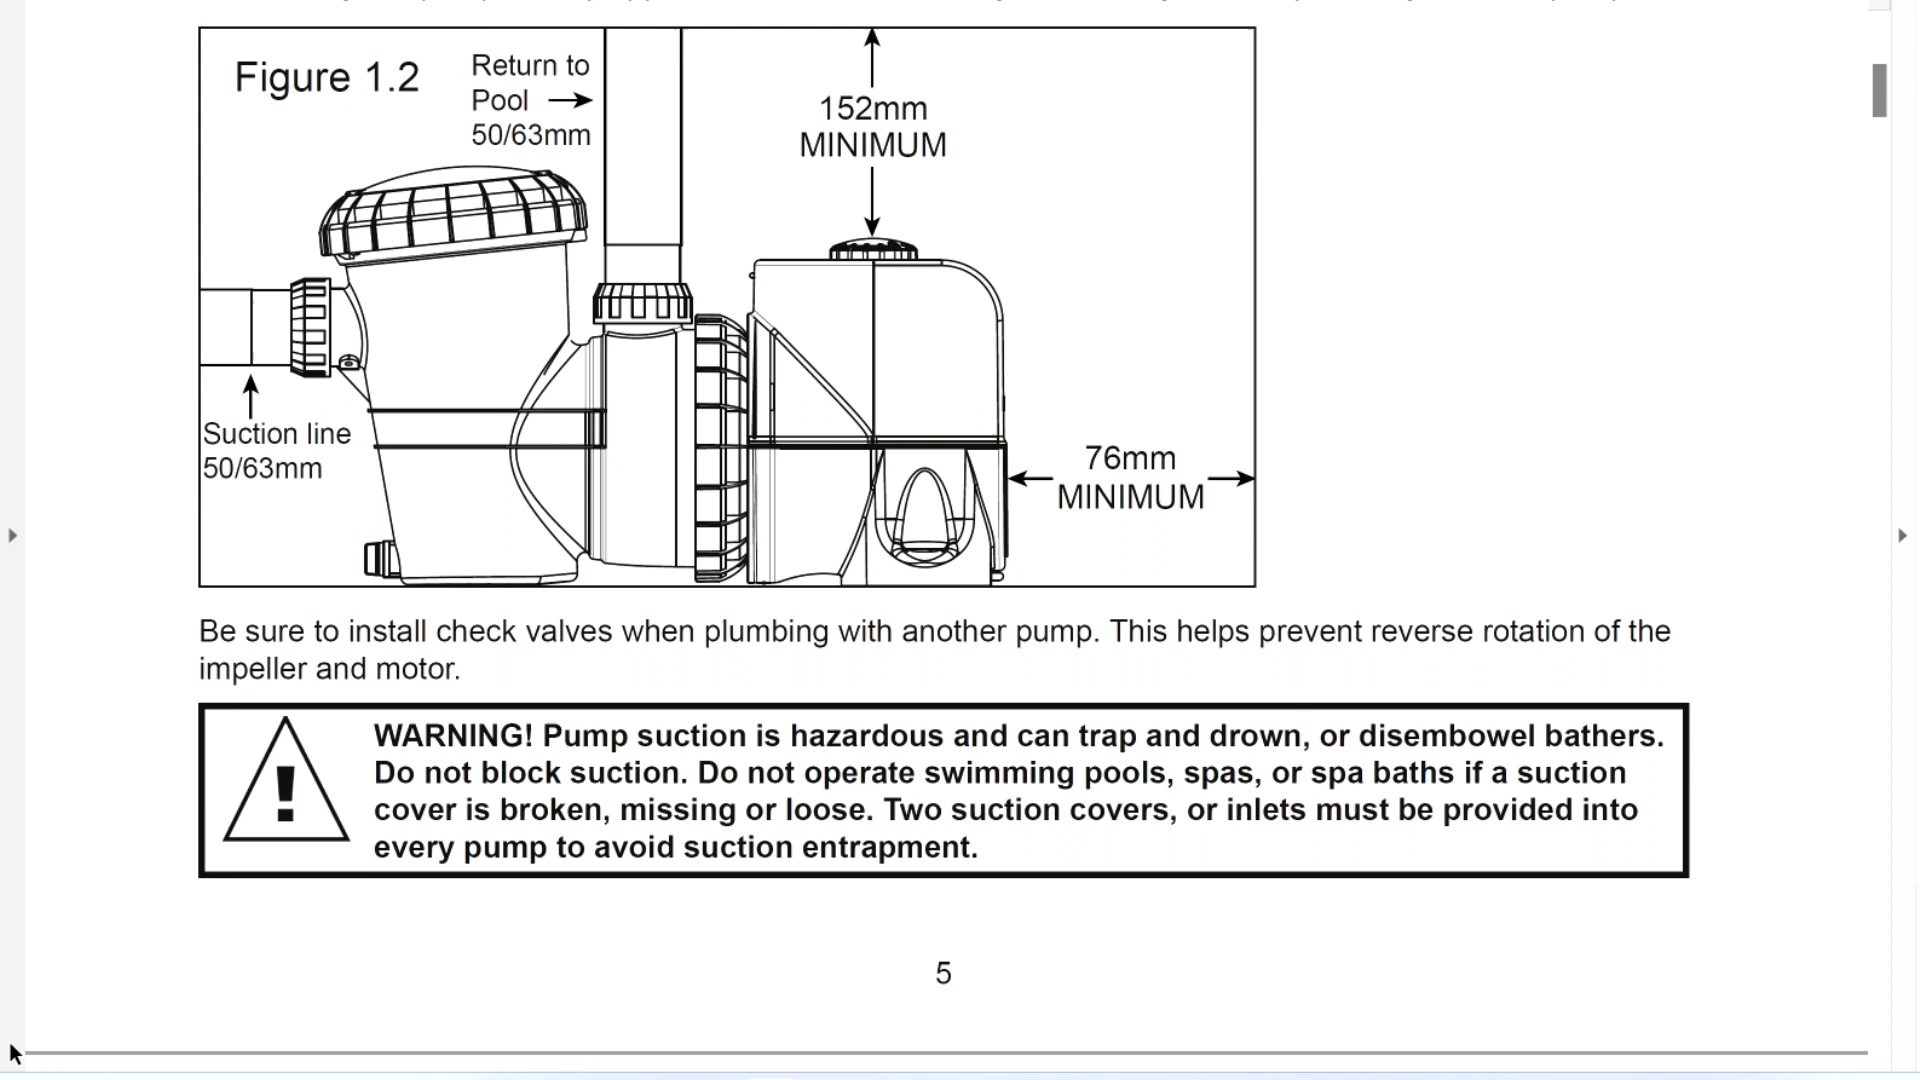 Figure 1.2
Return to
Pool
50/63mm
152mm
MINIMUM
Suction line
50/63mm
76mm
MINIMUM
Be sure to install check valves when plumbing with another pump. This helps prevent reverse rotation of the
impeller and motor.
!
WARNING! Pump suction is hazardous and can trap and drown, or disembowel bathers.
Do not block suction. Do not operate swimming pools, spas, or spa baths if a suction
cover is broken, missing or loose. Two suction covers, or inlets must be provided into
every pump to avoid suction entrapment.
5